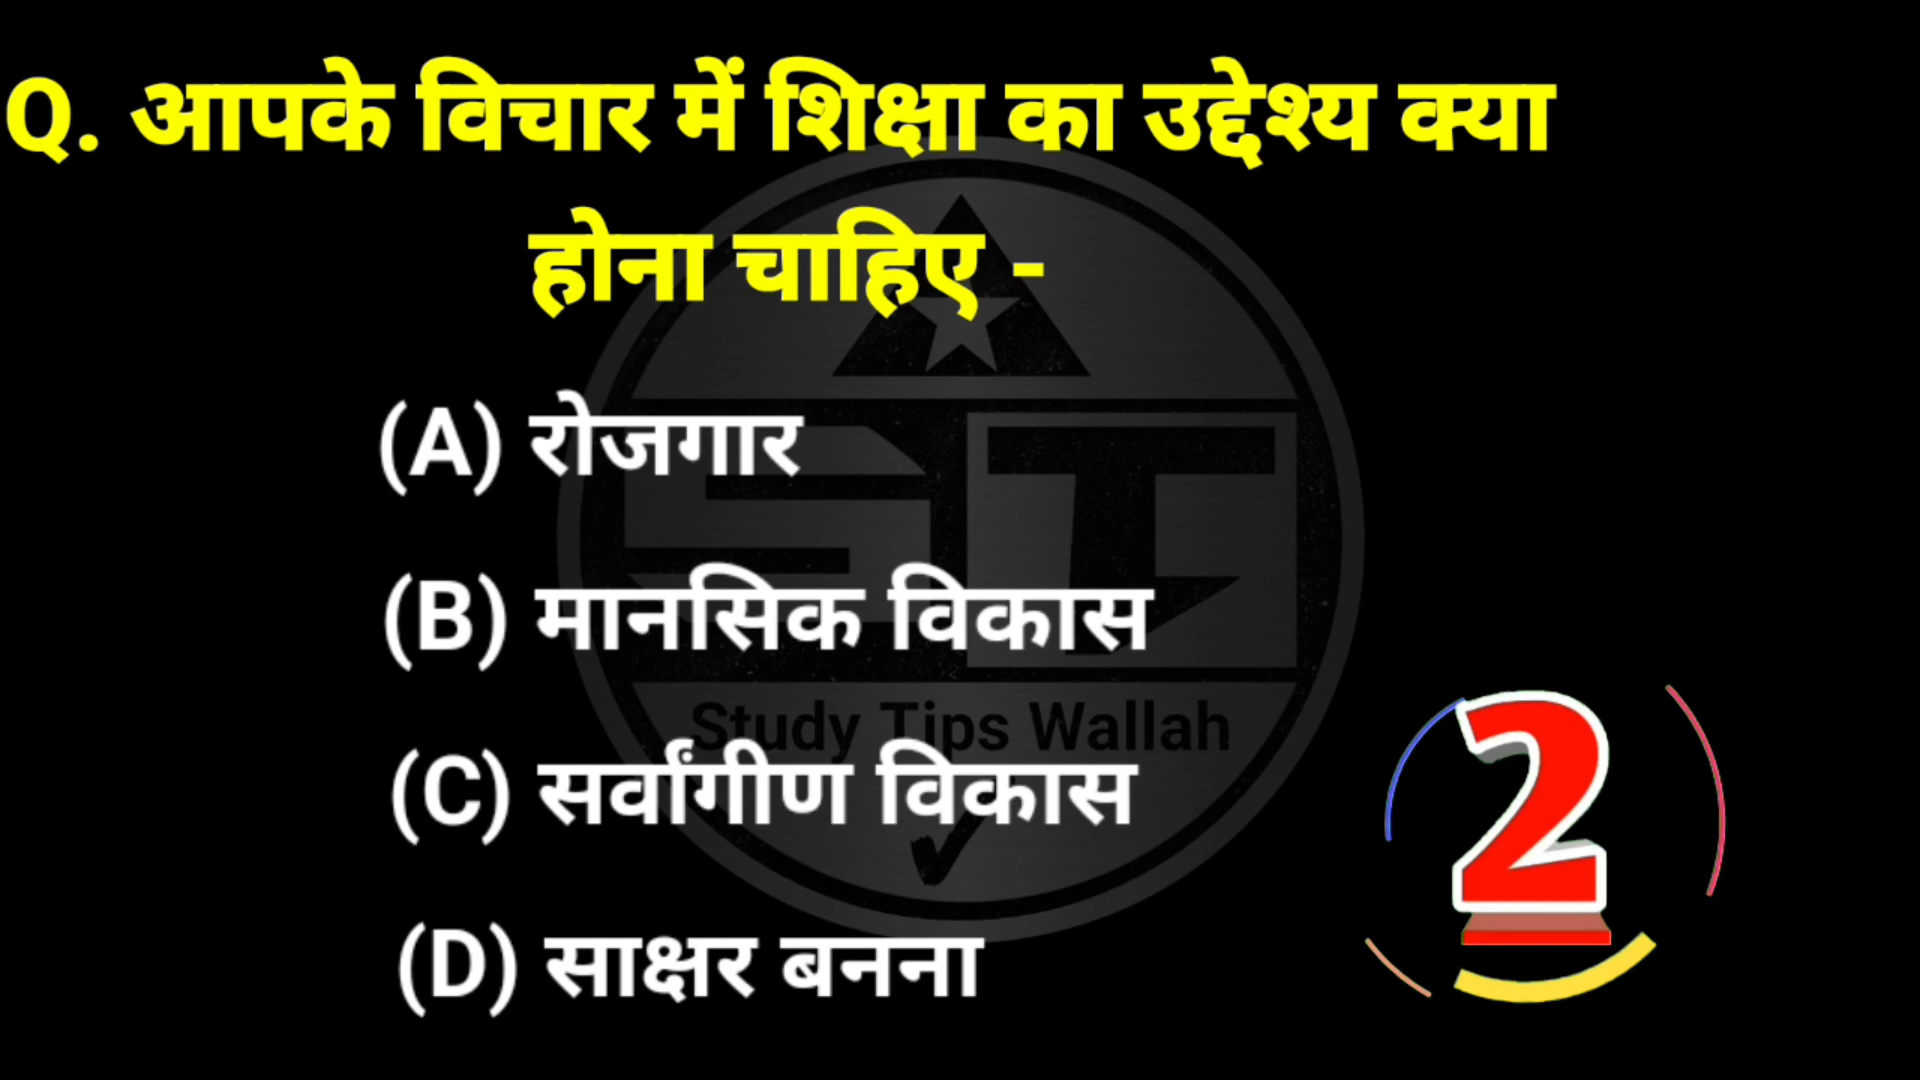 Q. आपके विचार में शिक्षा का उद्देश्य क्या
होना चाहिए -
(A) रोजगार
(B) मानसिक विकास
Study Tips Wallah
(C) सर्वांगीण विकास
(D) साक्षर बनना
2